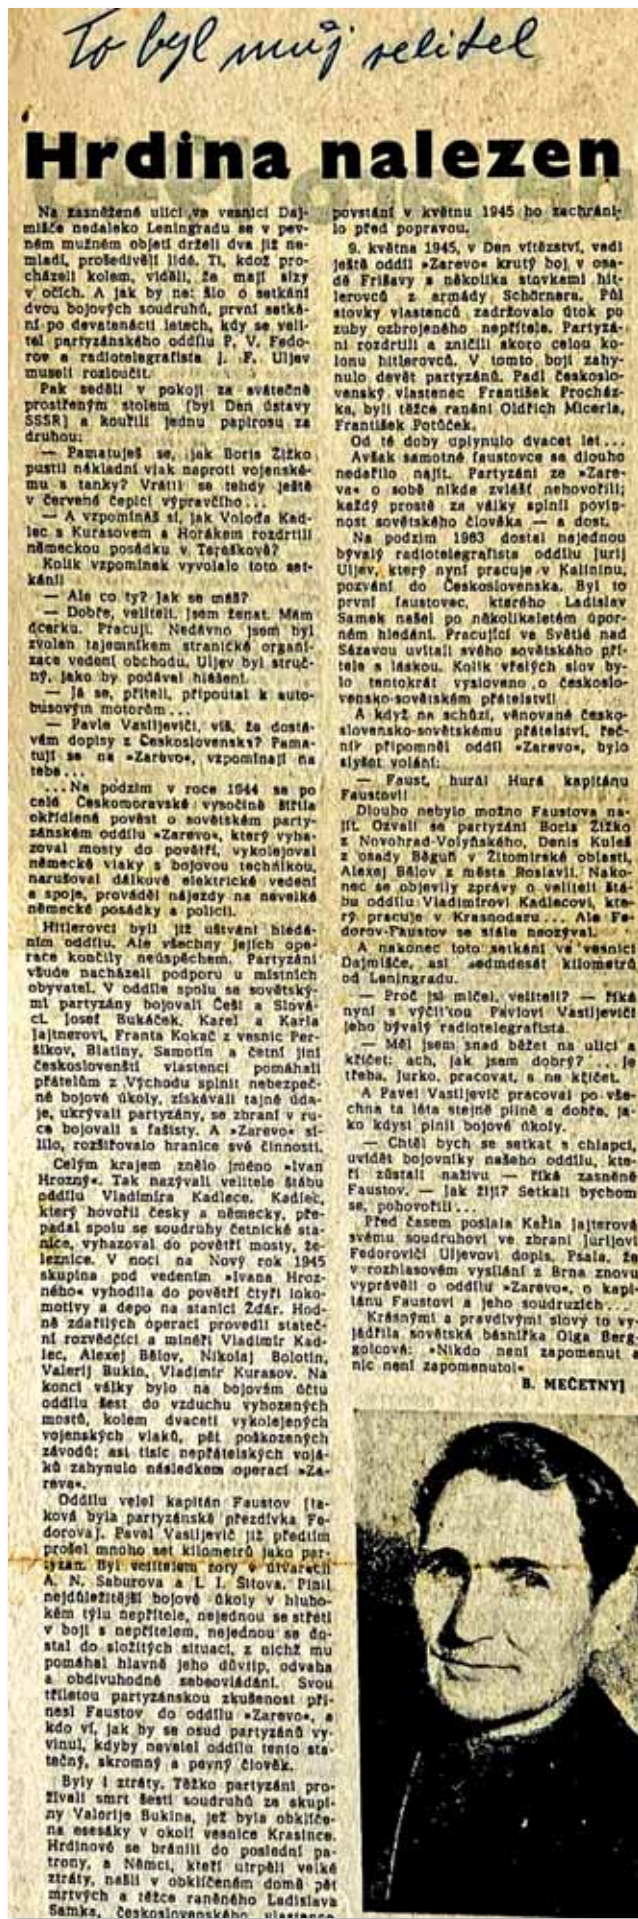 To byl můj velitel
Hrdina nalezen
Na zasněžené ulici ve vesnici Daj-
mišče nedaleko Leningradu se v pev-
ném mužném objetí drželi dva již ne-
mladí, prošedivělí lidé. Ti, kdož pro-
cházeli kolem, viděli, že mají slzy
v očích. A jak by ne: šlo o setkání
dvou bojových soudruhů, první setká-
ní po devatenácti letech, kdy se veli-
tel partyzánského oddílu P. V. Fedo-
rov a radiotelegrafista J. F. Uljev
museli rozloučit.
Pak seděli v pokoji za svátečně
prostřeným stolem (byl Den ústavy
SSSR) a kouřili jednu papirosu za
druhou:
— Pamatuješ se, jak Boris Žižko
pustil nákladní vlak naproti vojenské-
mu s tanky? Vrátil se tehdy ještě
v červené čepici výpravčího...
— A vzpomínáš si, jak Voloďa Kad-
lec s Kurasovem a Horákem rozdrtili
německou posádku v Tereškově?
Kolik vzpomínek vyvolalo toto set-
kání!
— Ale co ty? Jak se máš?
— Dobře, veliteli. Jsem ženat. Mám
dcerku. Pracuji. Nedávno jsem byl
zvolen tajemníkem stranické organi-
zace vedení obchodu. Uljev byl struč-
ný, jako by podával hlášení.
— Já se, příteli, připoutal k auto-
busovým motorům...
— Pavle Vasiljeviči, víš, že dostá-
vám dopisy z Československa? Pama-
tují se na »Zarevo«, vzpomínají na
tebe...
...Na podzim v roce 1944 se po
celé Českomoravské vysočině šířila
okřídlená pověst o sovětském party-
zánském oddílu »Zarevo«, který vyha-
zoval mosty do povětří, vykolejoval
německé vlaky s bojovou technikou,
narušoval dálkové elektrické vedení
a spoje, prováděl nájezdy na nevelké
německé posádky a policii.
Hitlerovci byli již uštváni hledá-
ním oddílu. Ale všechny jejich ope-
race končily neúspěchem. Partyzáni
všude nacházeli podporu u místních
obyvatel. V oddíle spolu se sovětský-
mi partyzány bojovali Češi a Slová-
ci. Josef Bukáček, Karel a Karla
Jajtnerovi, Franta Kokač z vesnic Per-
šíkov, Blatiny, Samotín a četní jiní
českoslovenští vlastenci pomáhali
přátelům z Východu splnit nebezpeč-
né bojové úkoly, získávali tajné úda-
je, ukrývali partyzány, se zbraní v ru-
ce bojovali s fašisty. A »Zarevo« sí-
lilo, rozšiřovalo hranice své činnosti.
Celým krajem znělo jméno »Ivan
Hrozný«. Tak nazývali velitele štábu
oddílu Vladimíra Kadlece. Kadlec,
který hovořil česky a německy, pře-
padal spolu se soudruhy četnické sta-
nice, vyhazoval do povětří mosty, že-
leznice. V noci na Nový rok 1945
skupina pod vedením »Ivana Hroz-
ného« vyhodila do povětří čtyři loko-
motivy a depo na stanici Žďár. Hod-
ně zdařilých operací provedli stateč-
ní rozvědčíci a minéři Vladimír Kad-
lec, Alexej Bělov, Nikolaj Bolotin,
Valerij Bukin, Vladimír Kurasov. Na
konci války bylo na bojovém účtu
oddílu šest do vzduchu vyhozených
mostů, kolem dvaceti vykolejených
vojenských vlaků, pět poškozených
závodů; asi tisíc nepřátelských vojá-
ků zahynulo následkem operací »Za-
reva«.
Oddílu velel kapitán Faustov (ta-
ková byla partyzánská přezdívka Fe-
dorova). Pavel Vasiljevič již předtím
prošel mnoho set kilometrů jako par-
tyzán. Byl velitelem roty v útvarech
A. N. Saburova a I. I. Šitova. Plnil
nejdůležitější bojové úkoly v hlubo-
kém týlu nepřítele, nejednou se střetl
v boji s nepřítelem, nejednou se do-
stal do složitých situací, z nichž mu
pomáhal hlavně jeho důvtip, odvaha
a obdivuhodné sebeovládání. Svou
tříletou partyzánskou zkušenost při-
nesl Faustov do oddílu »Zarevo«, a
kdo ví, jak by se osud partyzánů vy-
vinul, kdyby nevelel oddílu tento sta-
tečný, skromný a pevný člověk.
Byly i ztráty. Těžko partyzáni pro-
žívali smrt šesti soudruhů ze skupi-
ny Valerije Bukina, jež byla obklíče-
na esesáky v okolí vesnice Krasince.
Hrdinové se bránili do poslední pa-
trony, a Němci, kteří utrpěli velké
ztráty, našli v obklíčeném domě pět
mrtvých a těžce raněného Ladislava
Samka, československého vlastence.
povstání v květnu 1945 ho zachráni-
lo před popravou.
9. května 1945, v Den vítězství, vedl
ještě oddíl »Zarevo« krutý boj v osa-
dě Frišavy s několika stovkami hit-
lerovců z armády Schörnera. Půl
stovky vlastenců zadržovalo útok po
zuby ozbrojeného nepřítele. Partyzá-
ni rozdrtili a zničili skoro celou ko-
lonu hitlerovců. V tomto boji zahy-
nulo devět partyzánů. Padl českoslo-
venský vlastenec František Procház-
ka, byli těžce raněni Oldřich Micerla,
František Potůček.
Od té doby uplynulo dvacet let...
Avšak samotné faustovce se dlouho
nedařilo najít. Partyzáni ze »Zare-
va« o sobě nikde zvlášť nehovořili;
každý prostě za války splnil povin-
nost sovětského člověka — a dost.
Na podzim 1963 dostal najednou
bývalý radiotelegrafista oddílu Jurij
Uljev, který nyní pracuje v Kalininu,
pozvání do Československa. Byl to
první faustovec, kterého Ladislav
Samek našel po několikaletém úpor-
ném hledání. Pracující ve Světlé nad
Sázavou uvítali svého sovětského pří-
tele s láskou. Kolik vřelých slov by-
lo tentokrát vysloveno o českoslo-
vensko-sovětském přátelství!
A když na schůzi, věnované česko-
slovensko-sovětskému přátelství, řeč-
ník připomněl oddíl »Zarevo«, bylo
slyšet volání:
— Faust, hurá! Hurá kapitánu
Faustovi!
Dlouho nebylo možno Faustova na-
jít. Ozvali se partyzáni Boris Žižko
z Novohrad-Volyňského, Denis Kuleš
z osady Běguň v Žitomirské oblasti,
Alexej Bělov z města Roslavli. Nako-
nec se objevily zprávy o veliteli štá-
bu oddílu Vladimírovi Kadlecovi, kte-
rý pracuje v Krasnodaru... Ale Fe-
dorov-Faustov se stále neozýval.
A nakonec toto setkání ve vesnici
Dajmišče, asi sedmdesát kilometrů
od Leningradu.
— Proč jsi mlčel, veliteli? — říká
nyní s výčitkou Pavlovi Vasiljeviči
jeho bývalý radiotelegrafista.
— Měl jsem snad běžet na ulici a
křičet: ach, jak jsem dobrý?... Je
třeba, Jurko, pracovat, a ne křičet.
A Pavel Vasiljevič pracoval po vše-
chna ta léta stejně pilně a dobře, ja-
ko kdysi plnil bojové úkoly.
— Chtěl bych se setkat s chlapci,
uvidět bojovníky našeho oddílu, kte-
ří zůstali naživu — říká zasněně
Faustov. — Jak žijí? Setkali bychom
se, pohovořili...
Před časem poslala Karla Jajterová
svému soudruhovi ve zbrani Jurijovi
Fedoroviči Uljevovi dopis. Psala, že
v rozhlasovém vysílání z Brna znovu
vyprávěli o oddílu »Zarevo«, o kapi-
tánu Faustovi a jeho soudruzích...
Krásnými a pravdivými slovy to vy-
jádřila sovětská básnířka Olga Berg-
golcová: »Nikdo není zapomenut a
nic není zapomenuto!«
B. MEČETNYJ